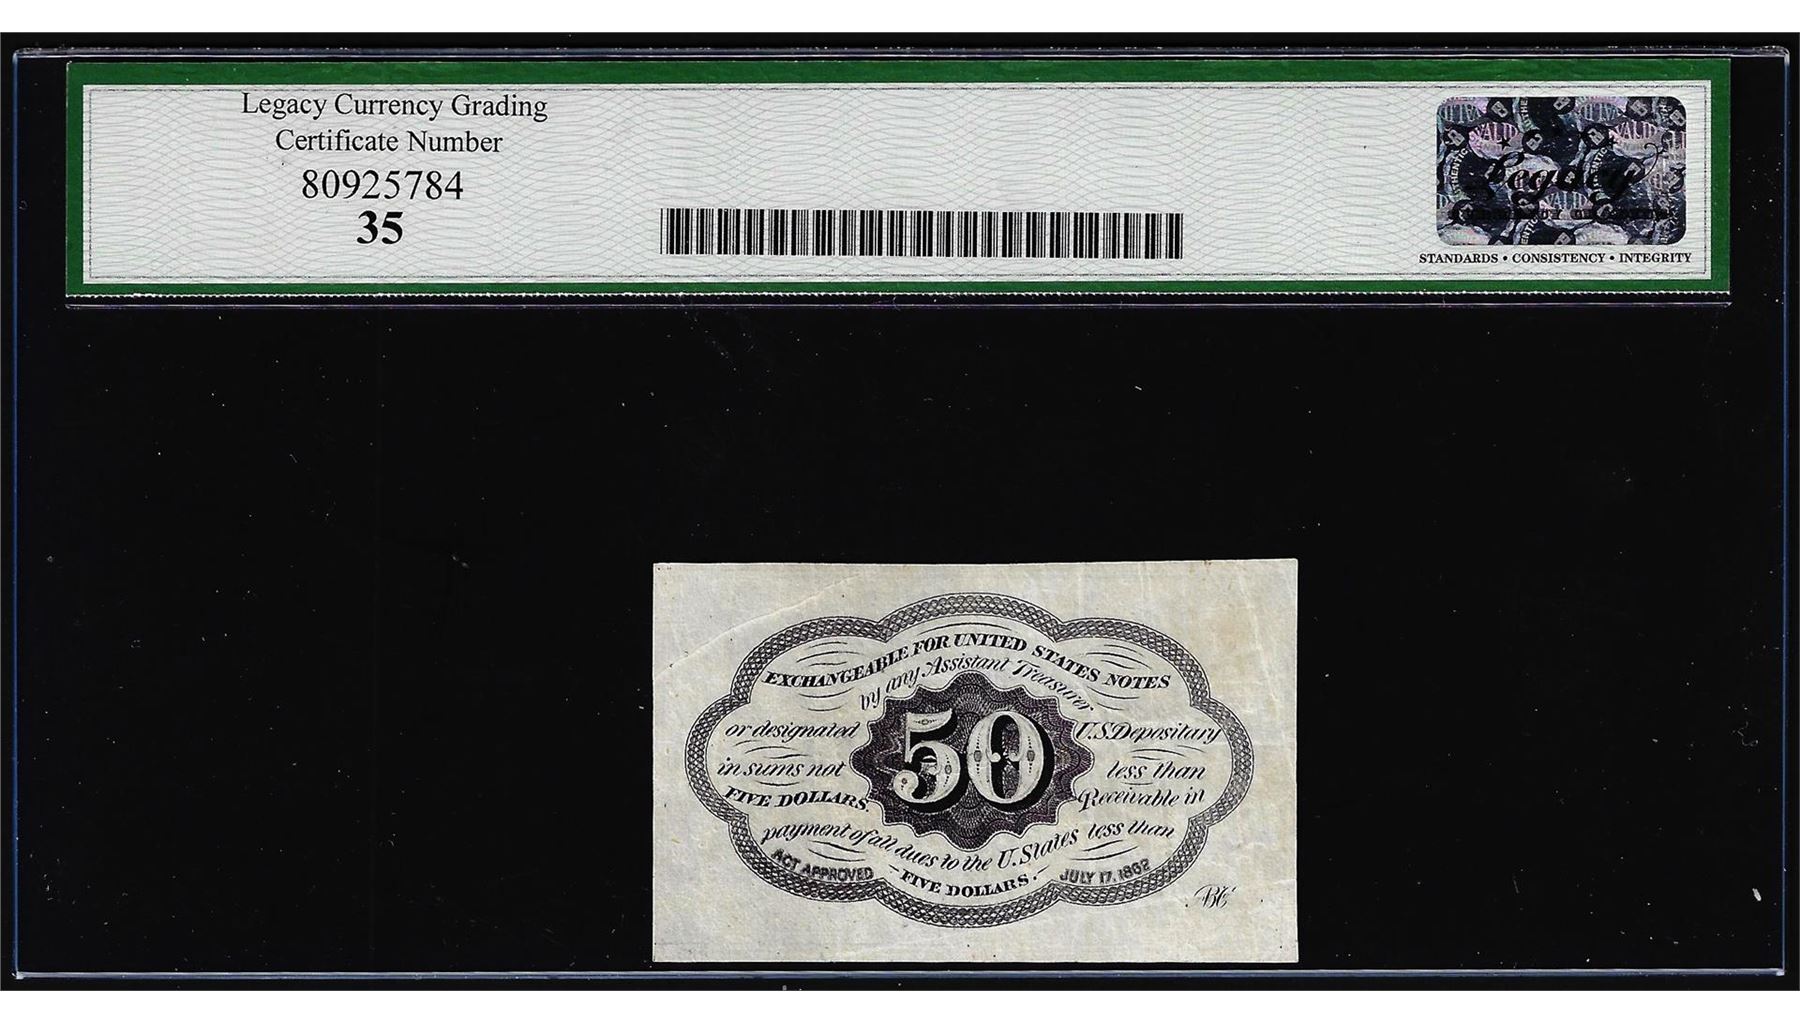 Legacy Currency Grading
Certificate Number
80925784
35
Legacy
STANDARDS • CONSISTENCY • INTEGRITY
EXCHANGEABLE FOR UNITED STATES NOTES
by any Assistant Treasurer
or designated U.S. Depositary
in sums not less than
FIVE DOLLARS. Receivable in
payment of all dues to the U. States less than
FIVE DOLLARS.
ACT APPROVED JULY 17, 1862
50
ABC